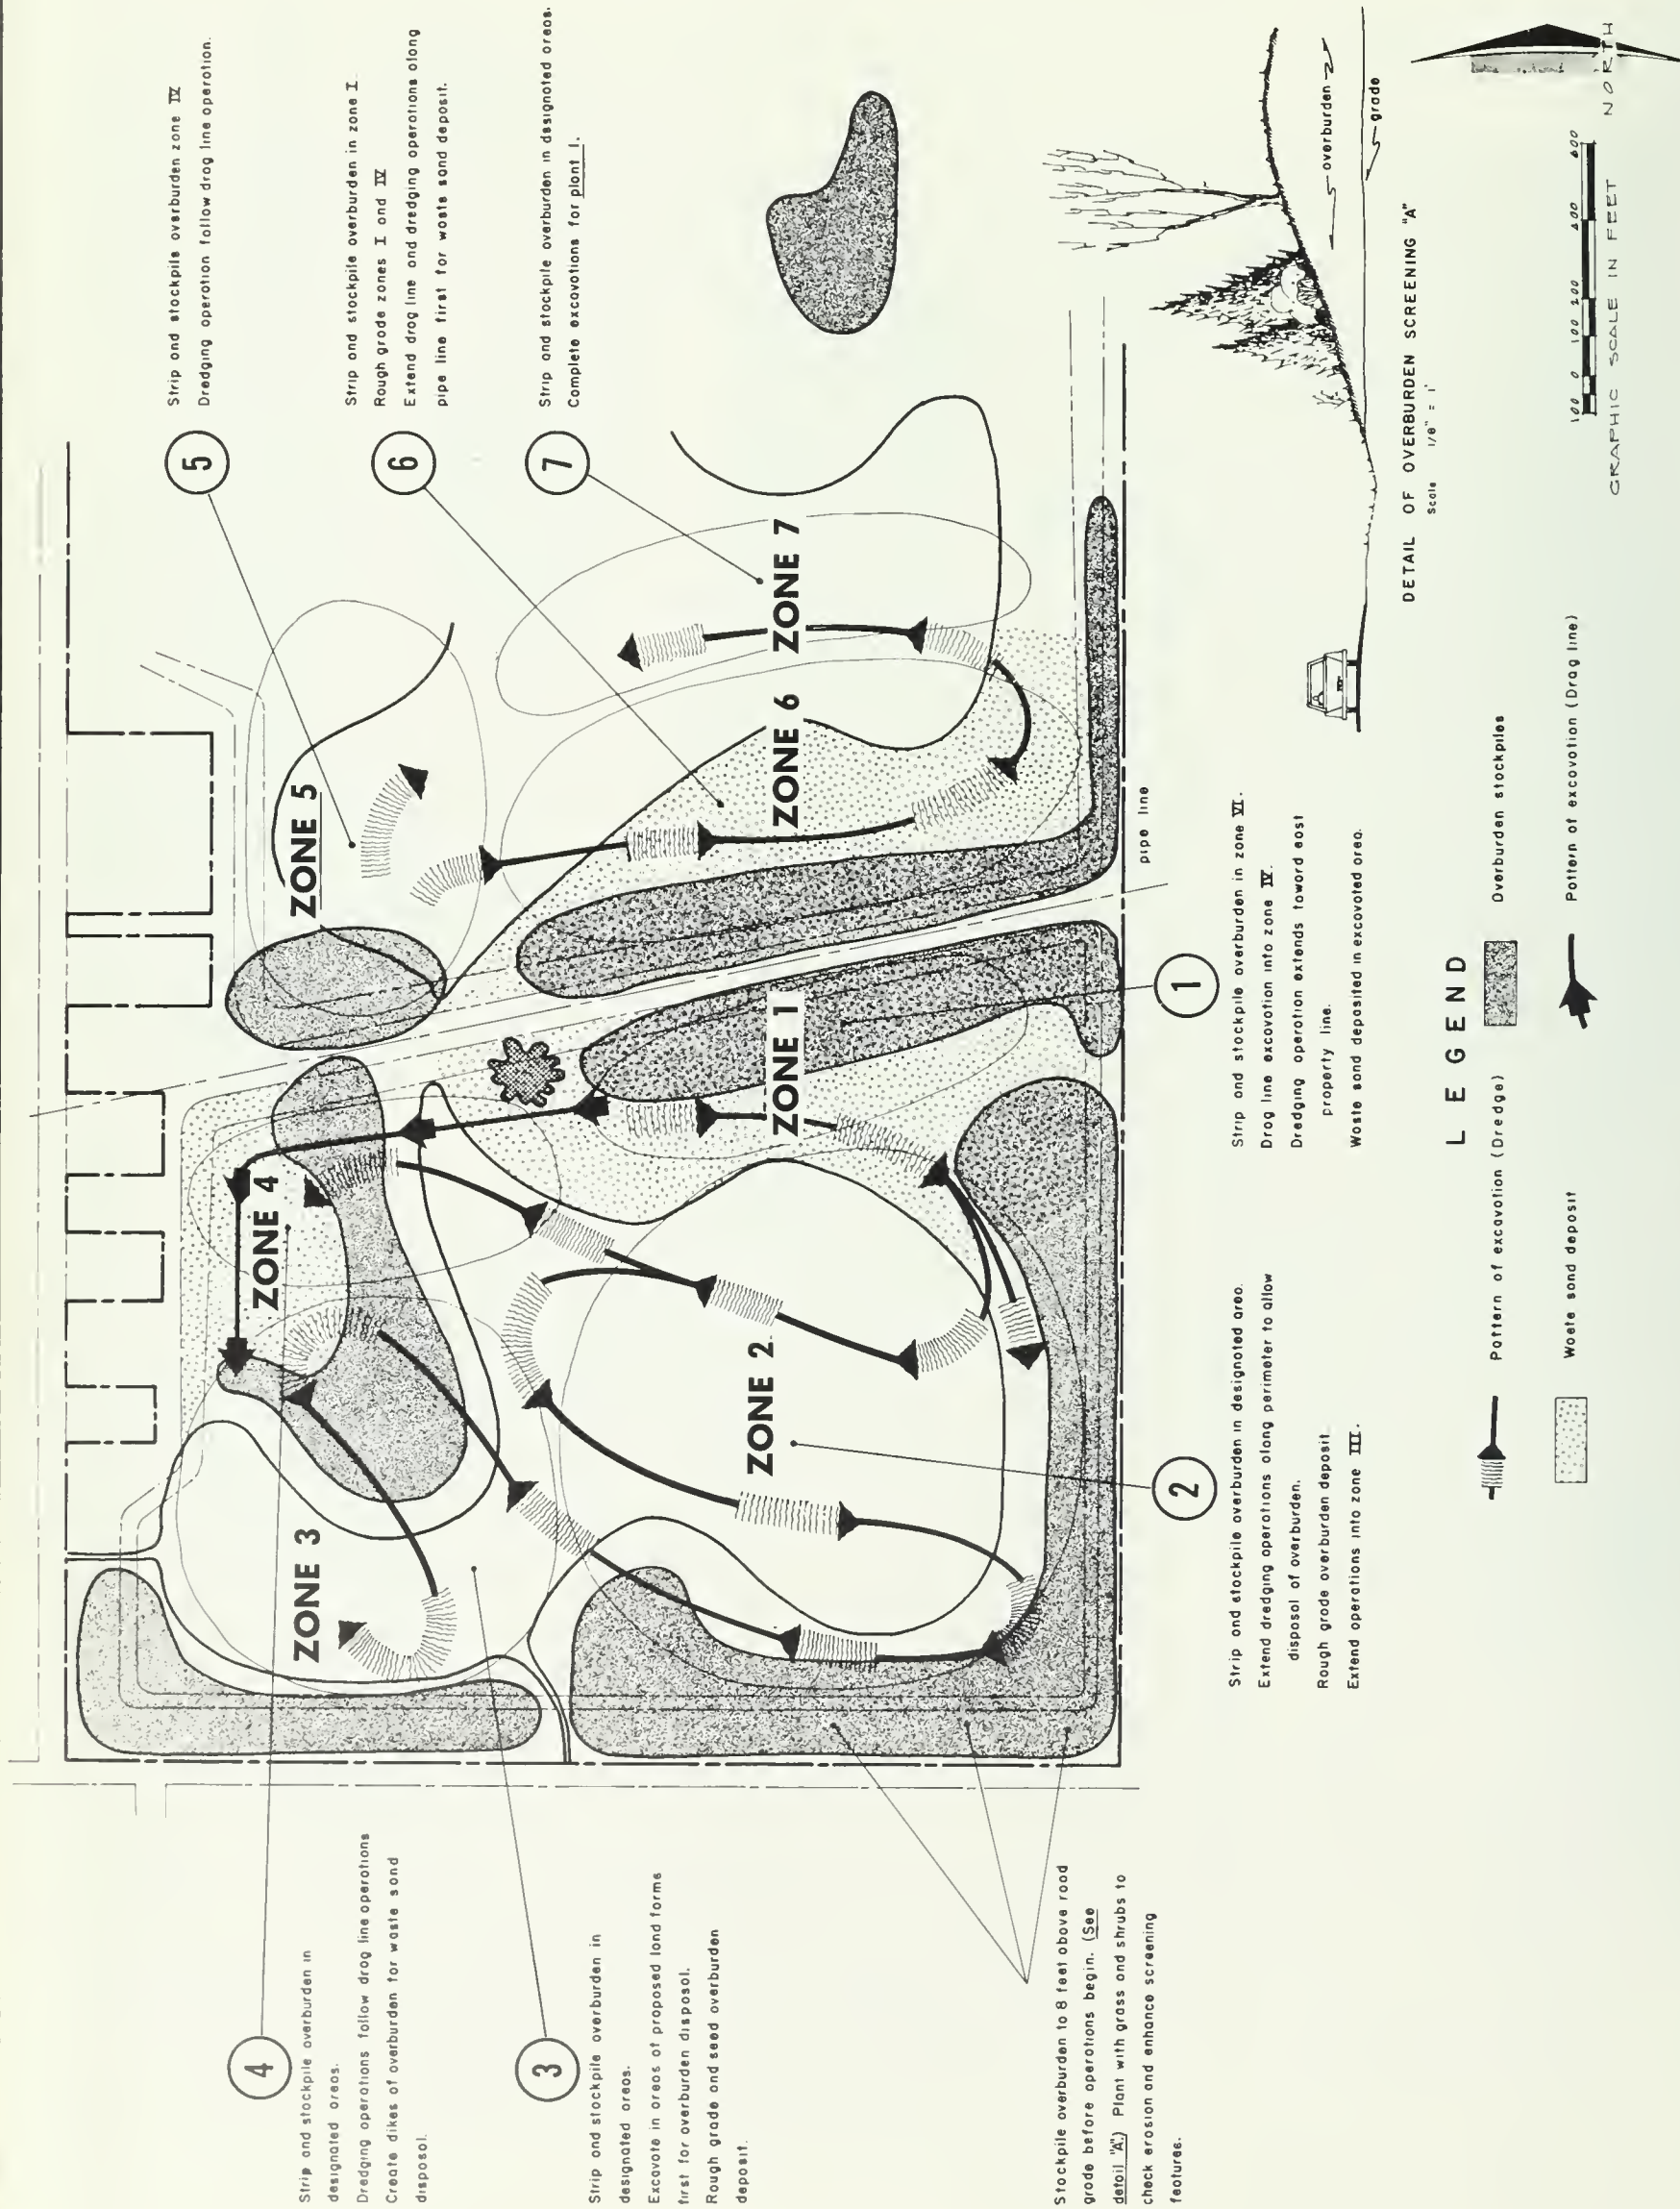 4
Strip and stockpile overburden in
designated areas.
Dredging operations follow drag line operations
Create dikes of overburden for waste sand
disposal.
3
Strip and stockpile overburden in
designated areas.
Excavate in areas of proposed land forms
first for overburden disposal.
Rough grade and seed overburden
deposit.
Stockpile overburden to 8 feet above road
grade before operations begin. (See
detail "A".) Plant with grass and shrubs to
check erosion and enhance screening
features.
ZONE 3
ZONE 4
ZONE 5
ZONE 2
ZONE 1
ZONE 6
ZONE 7
5
Strip and stockpile overburden zone IV
Dredging operation follow drag line operation.
6
Strip and stockpile overburden in zone I
Rough grade zones I and IV
Extend drag line and dredging operations along
pipe line first for waste sand deposit.
7
Strip and stockpile overburden in designated areas.
Complete excavations for plant I.
pipe line
2
Strip and stockpile overburden in designated area.
Extend dredging operations along perimeter to allow
disposal of overburden.
Rough grade overburden deposit
Extend operations into zone III.
1
Strip and stockpile overburden in zone VI.
Drag line excavation into zone IV.
Dredging operation extends toward east
property line.
Waste sand deposited in excavated area.
overburden
grade
DETAIL OF OVERBURDEN SCREENING "A"
Scale 1/8" = 1'
LEGEND
Pattern of excavation (Dredge)
Overburden stockpiles
Waste sand deposit
Pattern of excavation (Drag line)
100 0 100 200 400 600
GRAPHIC SCALE IN FEET NORTH